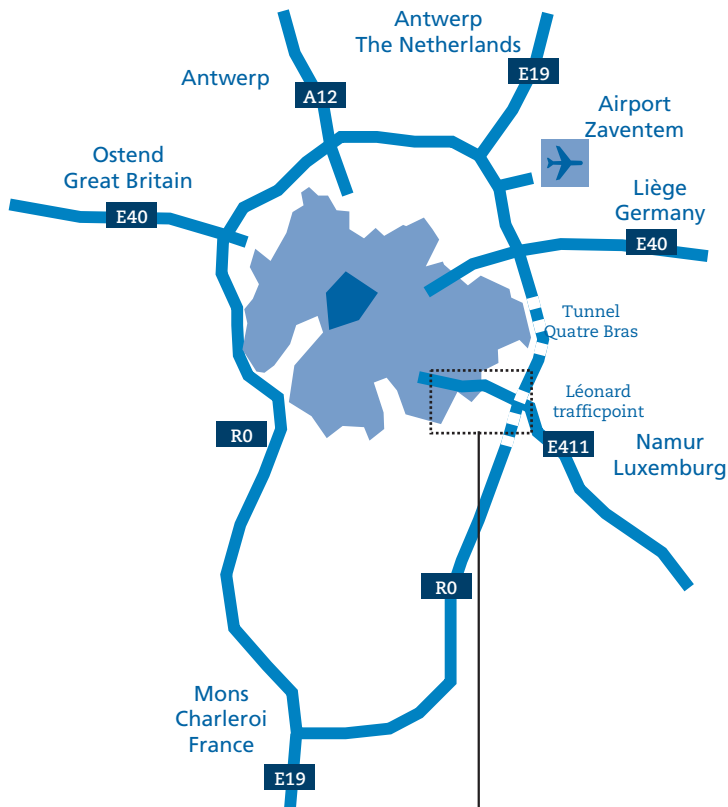 Antwerp
The Netherlands
E19
Antwerp
A12
Airport
Zaventem
Ostend
Great Britain
E40
Liège
Germany
E40
Tunnel
Quatre Bras
Léonard
trafficpoint
R0
E411
Namur
Luxemburg
R0
Mons
Charleroi
France
E19